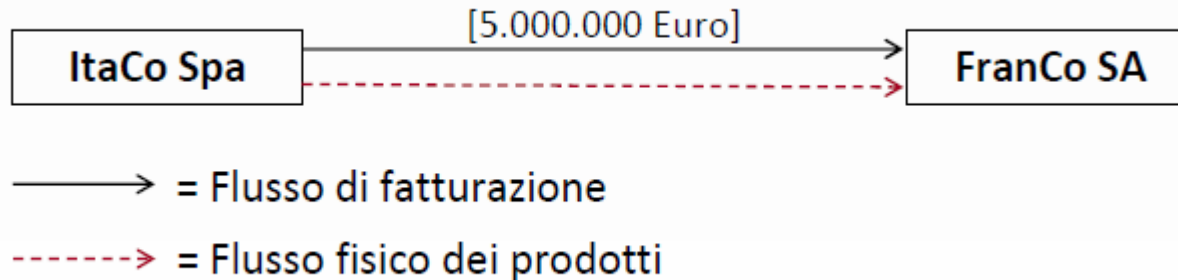 [5.000.000 Euro]
ItaCo Spa
FranCo SA
= Flusso di fatturazione
= Flusso fisico dei prodotti